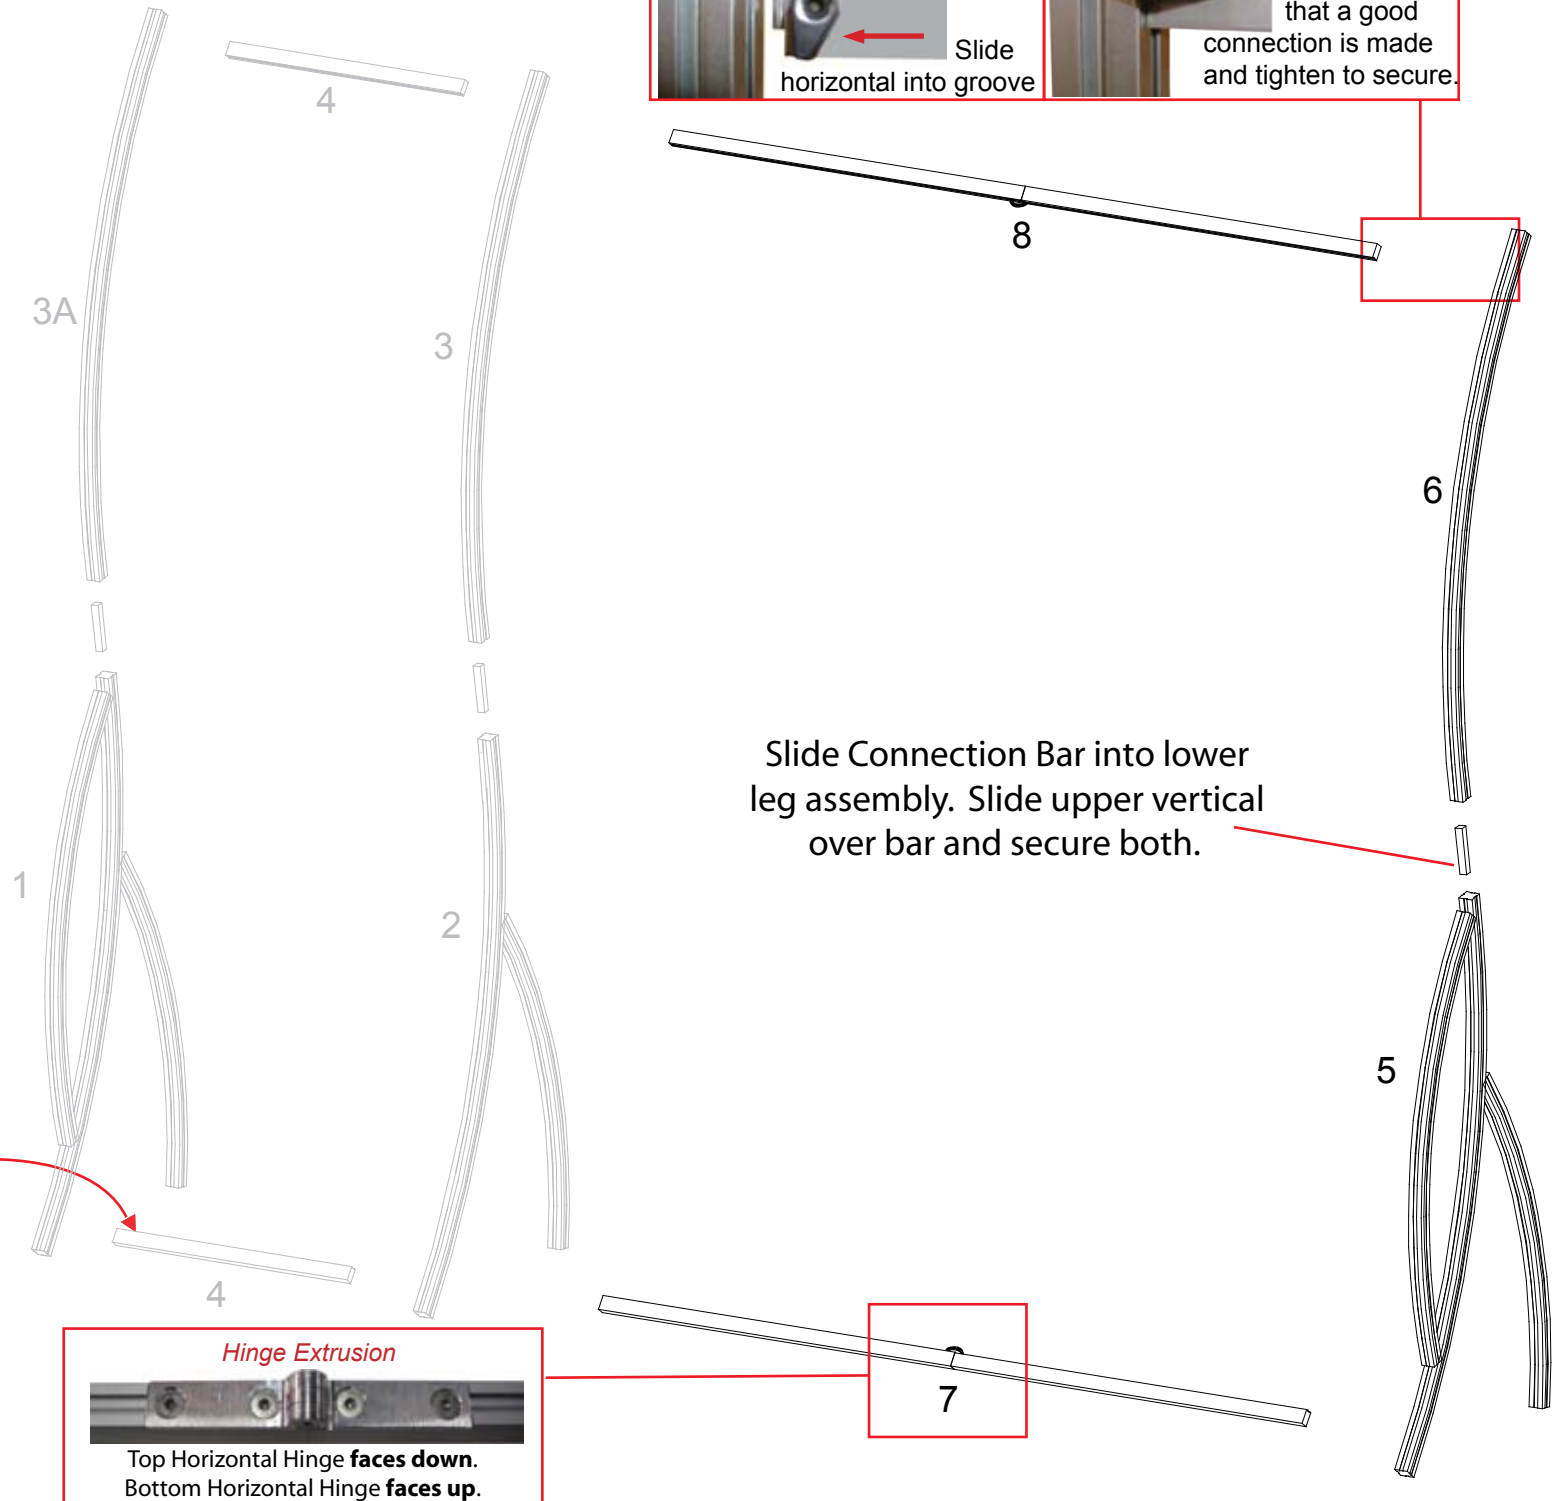 that a good
connection is made
and tighten to secure.
Slide
horizontal into groove
4
8
3A
3
6
Slide Connection Bar into lower
leg assembly.  Slide upper vertical
over bar and secure both.
1
2
5
4
7
Hinge Extrusion
Top Horizontal Hinge faces down.
Bottom Horizontal Hinge faces up.